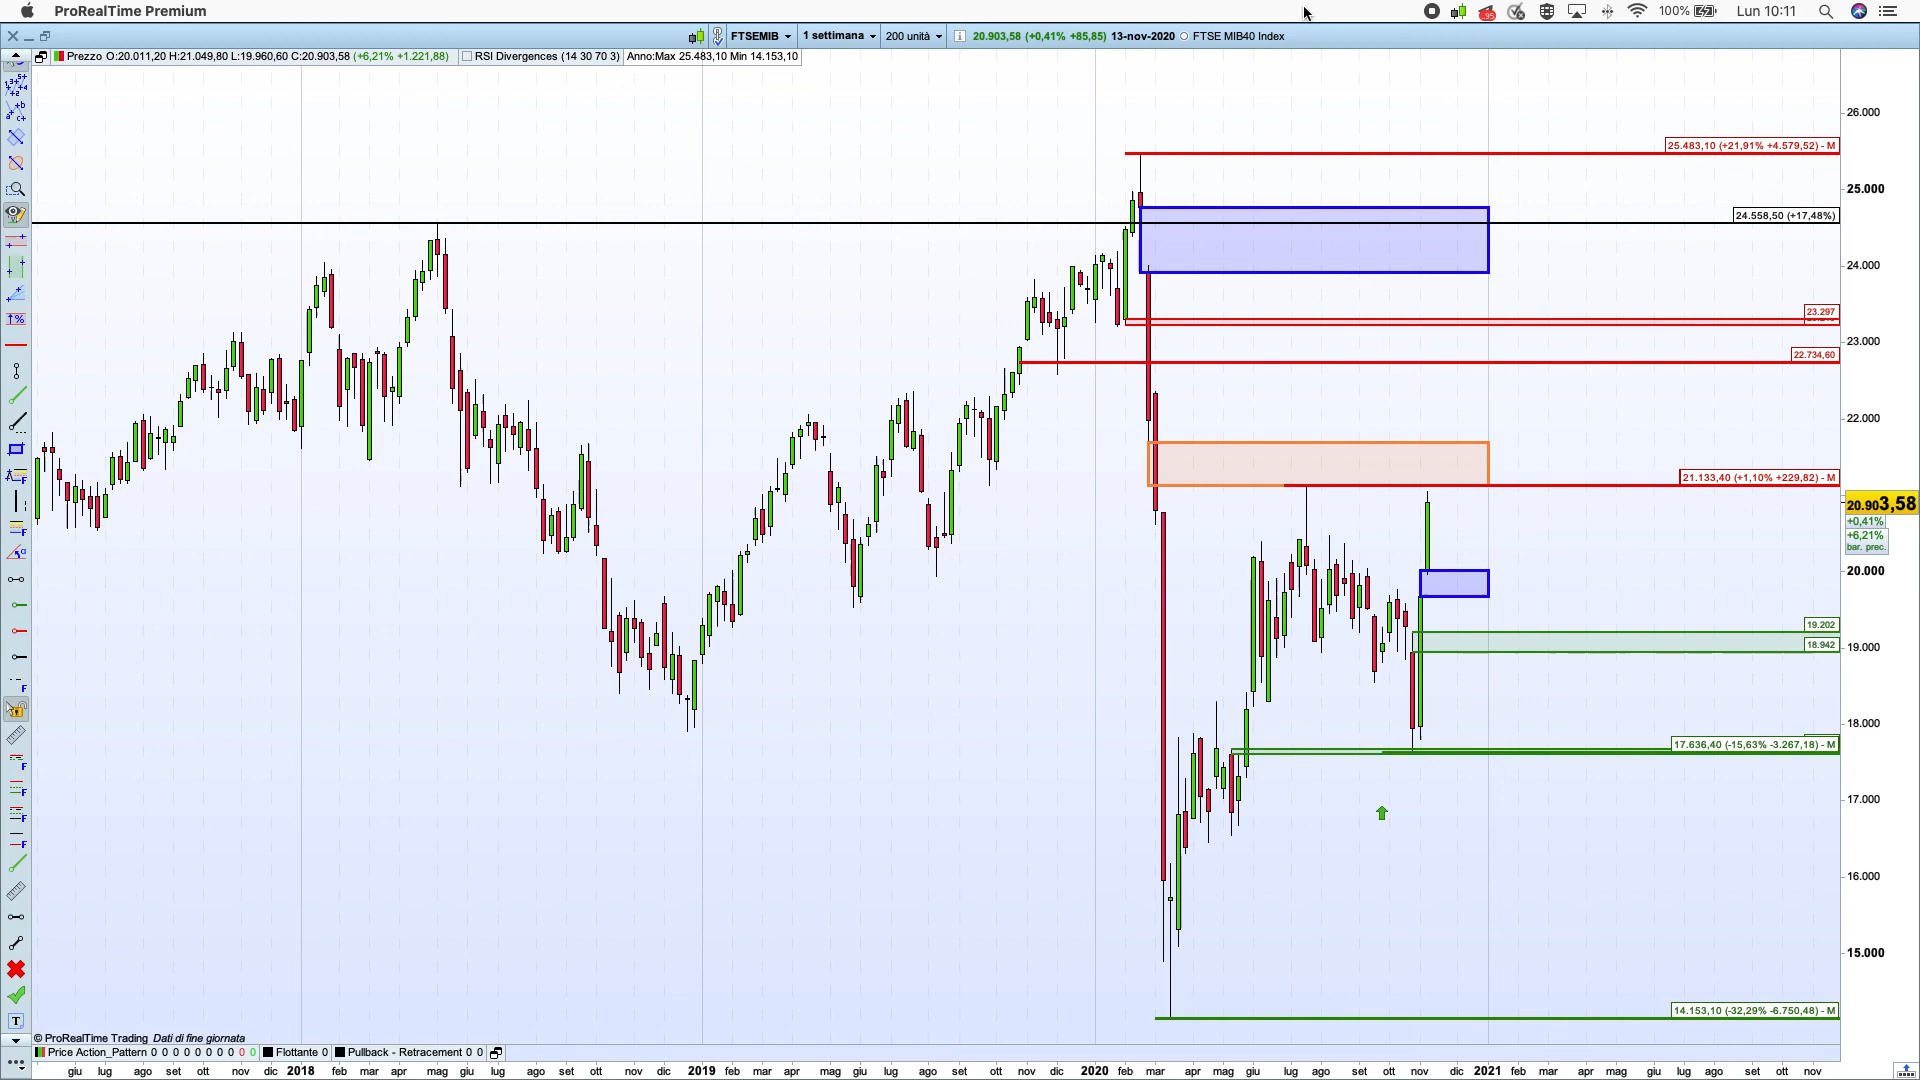 ProRealTime Premium
95
100%
Lun 10:11
FTSEMIB
1 settimana
200 unità
20.903,58 (+0,41% +85,85) 13-nov-2020
FTSE MIB40 Index
Prezzo O:20.011,20 H:21.049,80 L:19.960,60 C:20.903,58 (+6,21% +1.221,88)
RSI Divergences (14 30 70 3)
Anno:Max 25.483,10 Min 14.153,10
26.000
25.483,10 (+21,91% +4.579,52) - M
25.000
24.558,50 (+17,48%)
24.000
23.297
23.000
22.734,60
22.000
21.133,40 (+1,10% +229,82) - M
20.903,58
+0,41%
+6,21%
bar. prec.
20.000
19.202
18.942
19.000
18.000
17.636,40 (-15,63% -3.267,18) - M
17.000
16.000
15.000
14.153,10 (-32,29% -6.750,48) - M
© ProRealTime Trading Dati di fine giornata
Price Action_Pattern 0 0 0 0 0 0 0 0 0 0
Flottante 0
Pullback - Retracement 0 0
giu lug ago set ott nov dic 2018 feb mar apr mag giu lug ago set ott nov dic 2019 feb mar apr mag giu lug ago set ott nov dic 2020 feb mar apr mag giu lug ago set ott nov dic 2021 feb mar apr mag giu lug ago set ott nov